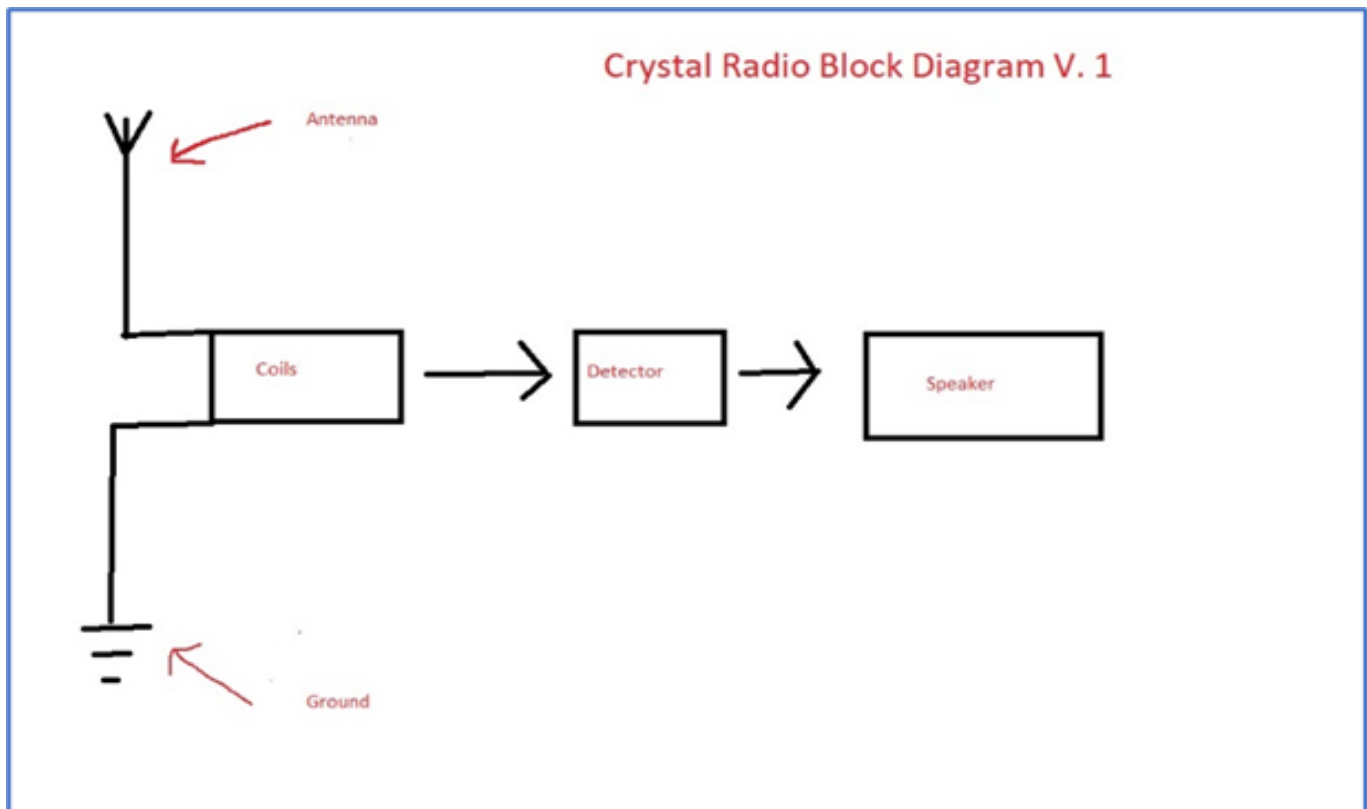 Crystal Radio Block Diagram V. 1
Antenna
Coils
Detector
Speaker
Ground